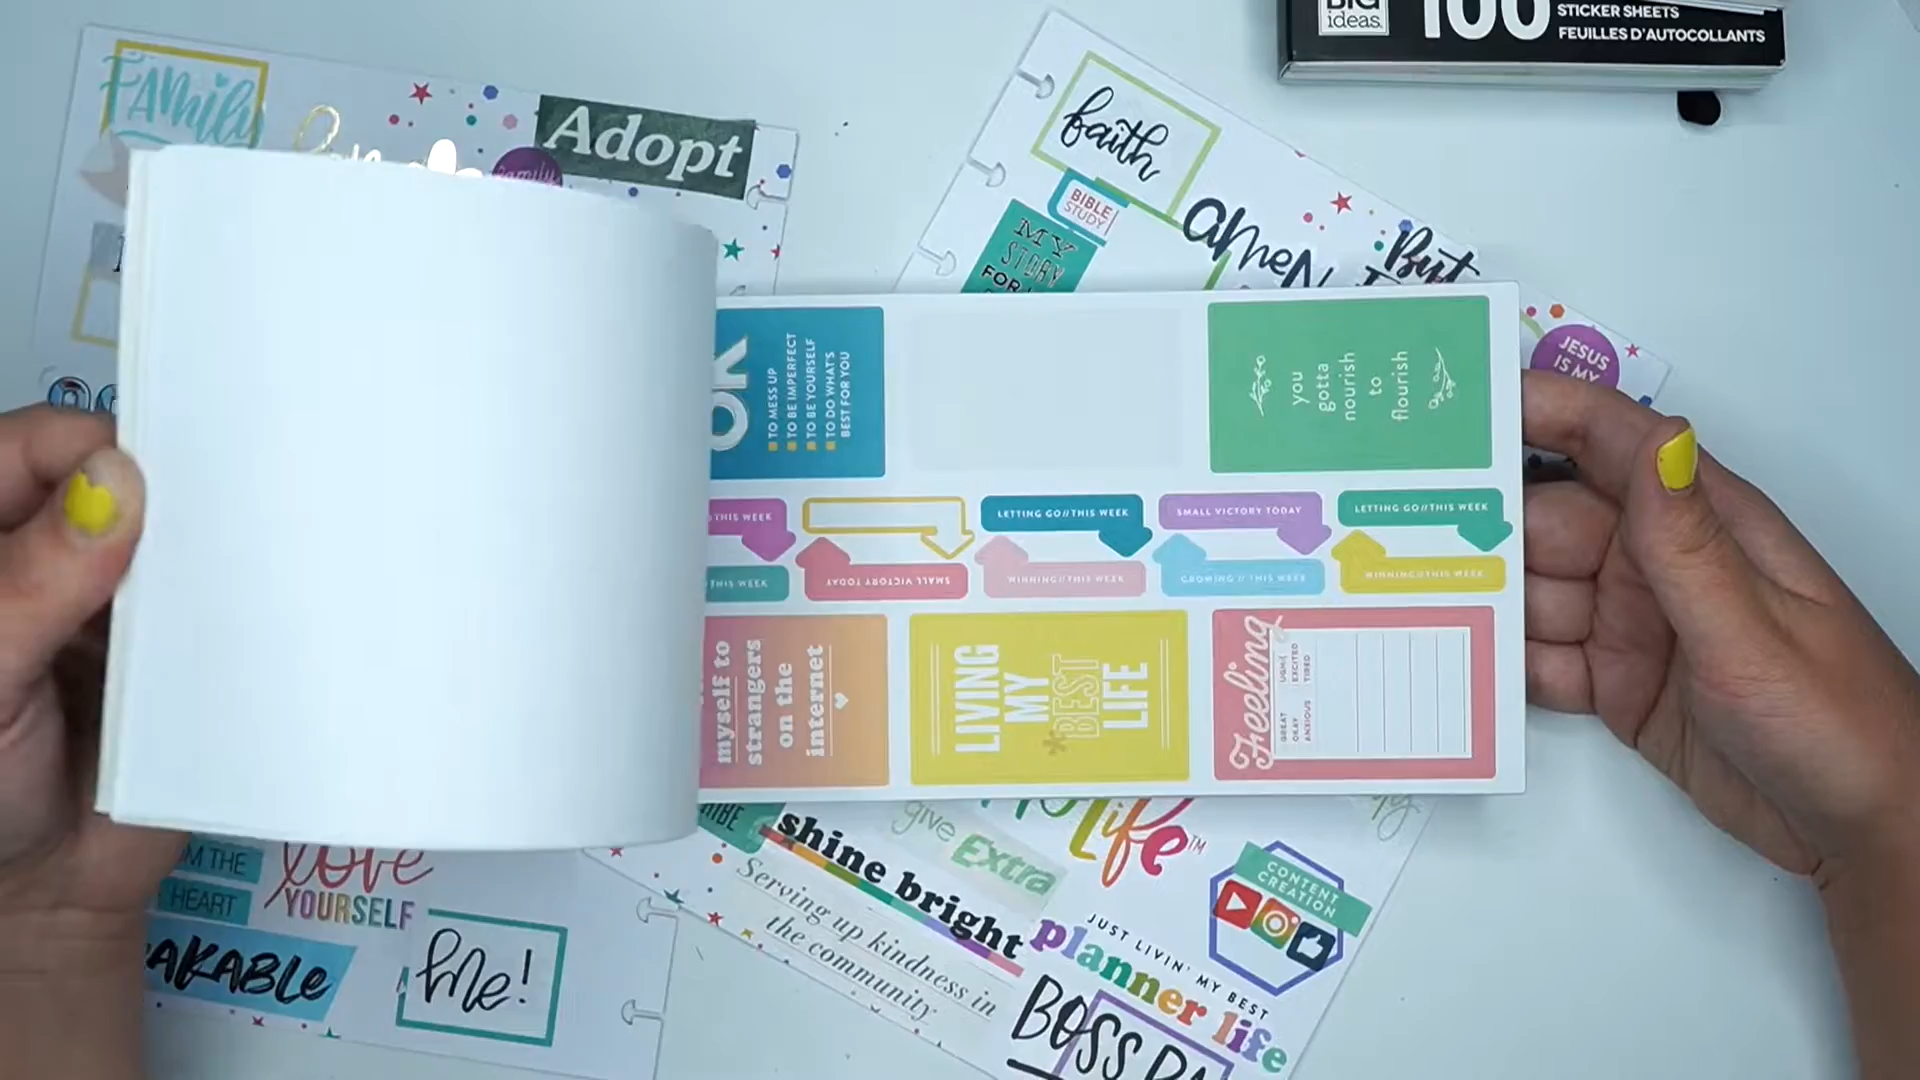 BIG
ideas.
100
STICKER SHEETS
FEUILLES D'AUTOCOLLANTS
Family
Adopt
family
faith
BIBLE
STUDY
MY
STORY
FOR
amen
But
JESUS
IS MY
OK
TO MESS UP
TO BE IMPERFECT
TO BE YOURSELF
TO DO WHAT'S
BEST FOR YOU
you
gotta
nourish
to
flourish
THIS WEEK
LETTING GO//THIS WEEK
SMALL VICTORY TODAY
LETTING GO//THIS WEEK
THIS WEEK
SMALL VICTORY TODAY
WINNING//THIS WEEK
GROWING // THIS WEEK
WINNING//THIS WEEK
myself to
strangers
on the
internet
LIVING
MY
*BEST
LIFE
Feeling
GREAT UGH:(
OKAY EXCITED
ANXIOUS TIRED
THE
HEART
love
YOURSELF
AKABLE
me!
give Extra
Life™
shine bright
Serving up kindness in
the community
CONTENT
CREATION
JUST LIVIN' MY BEST
planner life
BOSS